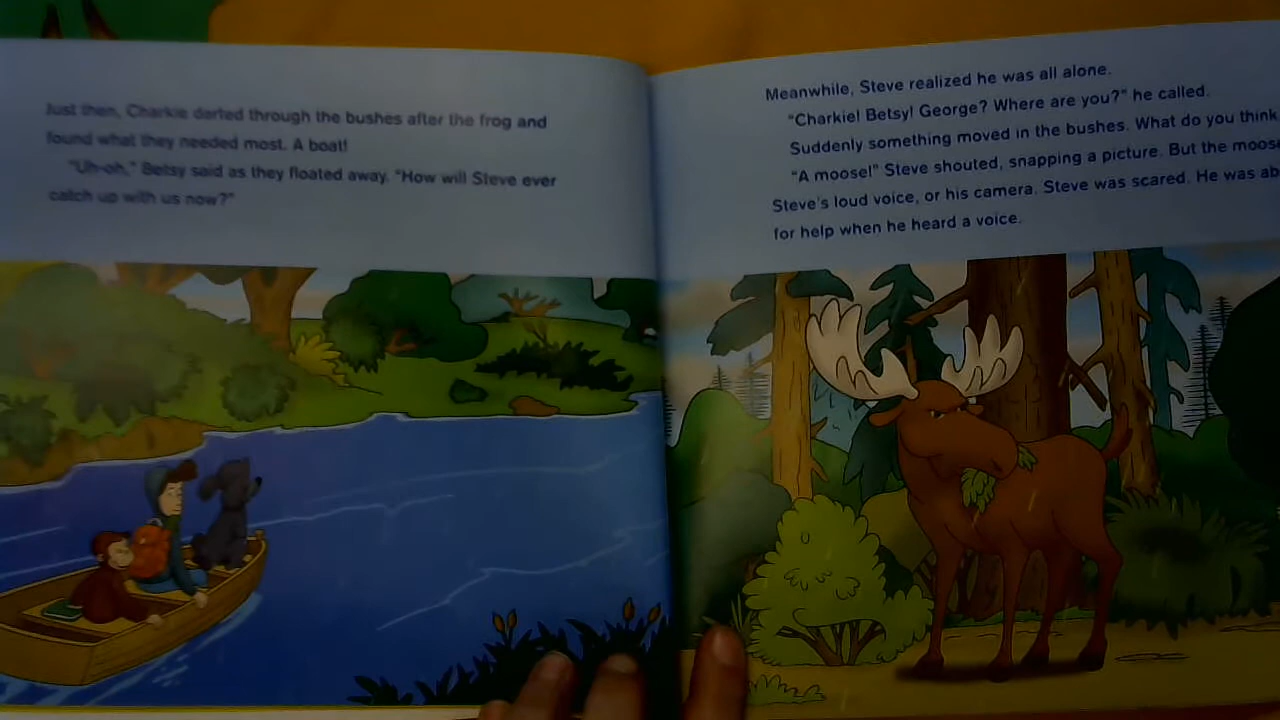 Just then, Charkie darted through the bushes after the frog and
found what they needed most. A boat!
"Uh-oh," Betsy said as they floated away. "How will Steve ever
catch up with us now?"
Meanwhile, Steve realized he was all alone.
"Charkie! Betsy! George? Where are you?" he called.
Suddenly something moved in the bushes. What do you think
"A moose!" Steve shouted, snapping a picture. But the moos
Steve's loud voice, or his camera. Steve was scared. He was ab
for help when he heard a voice.